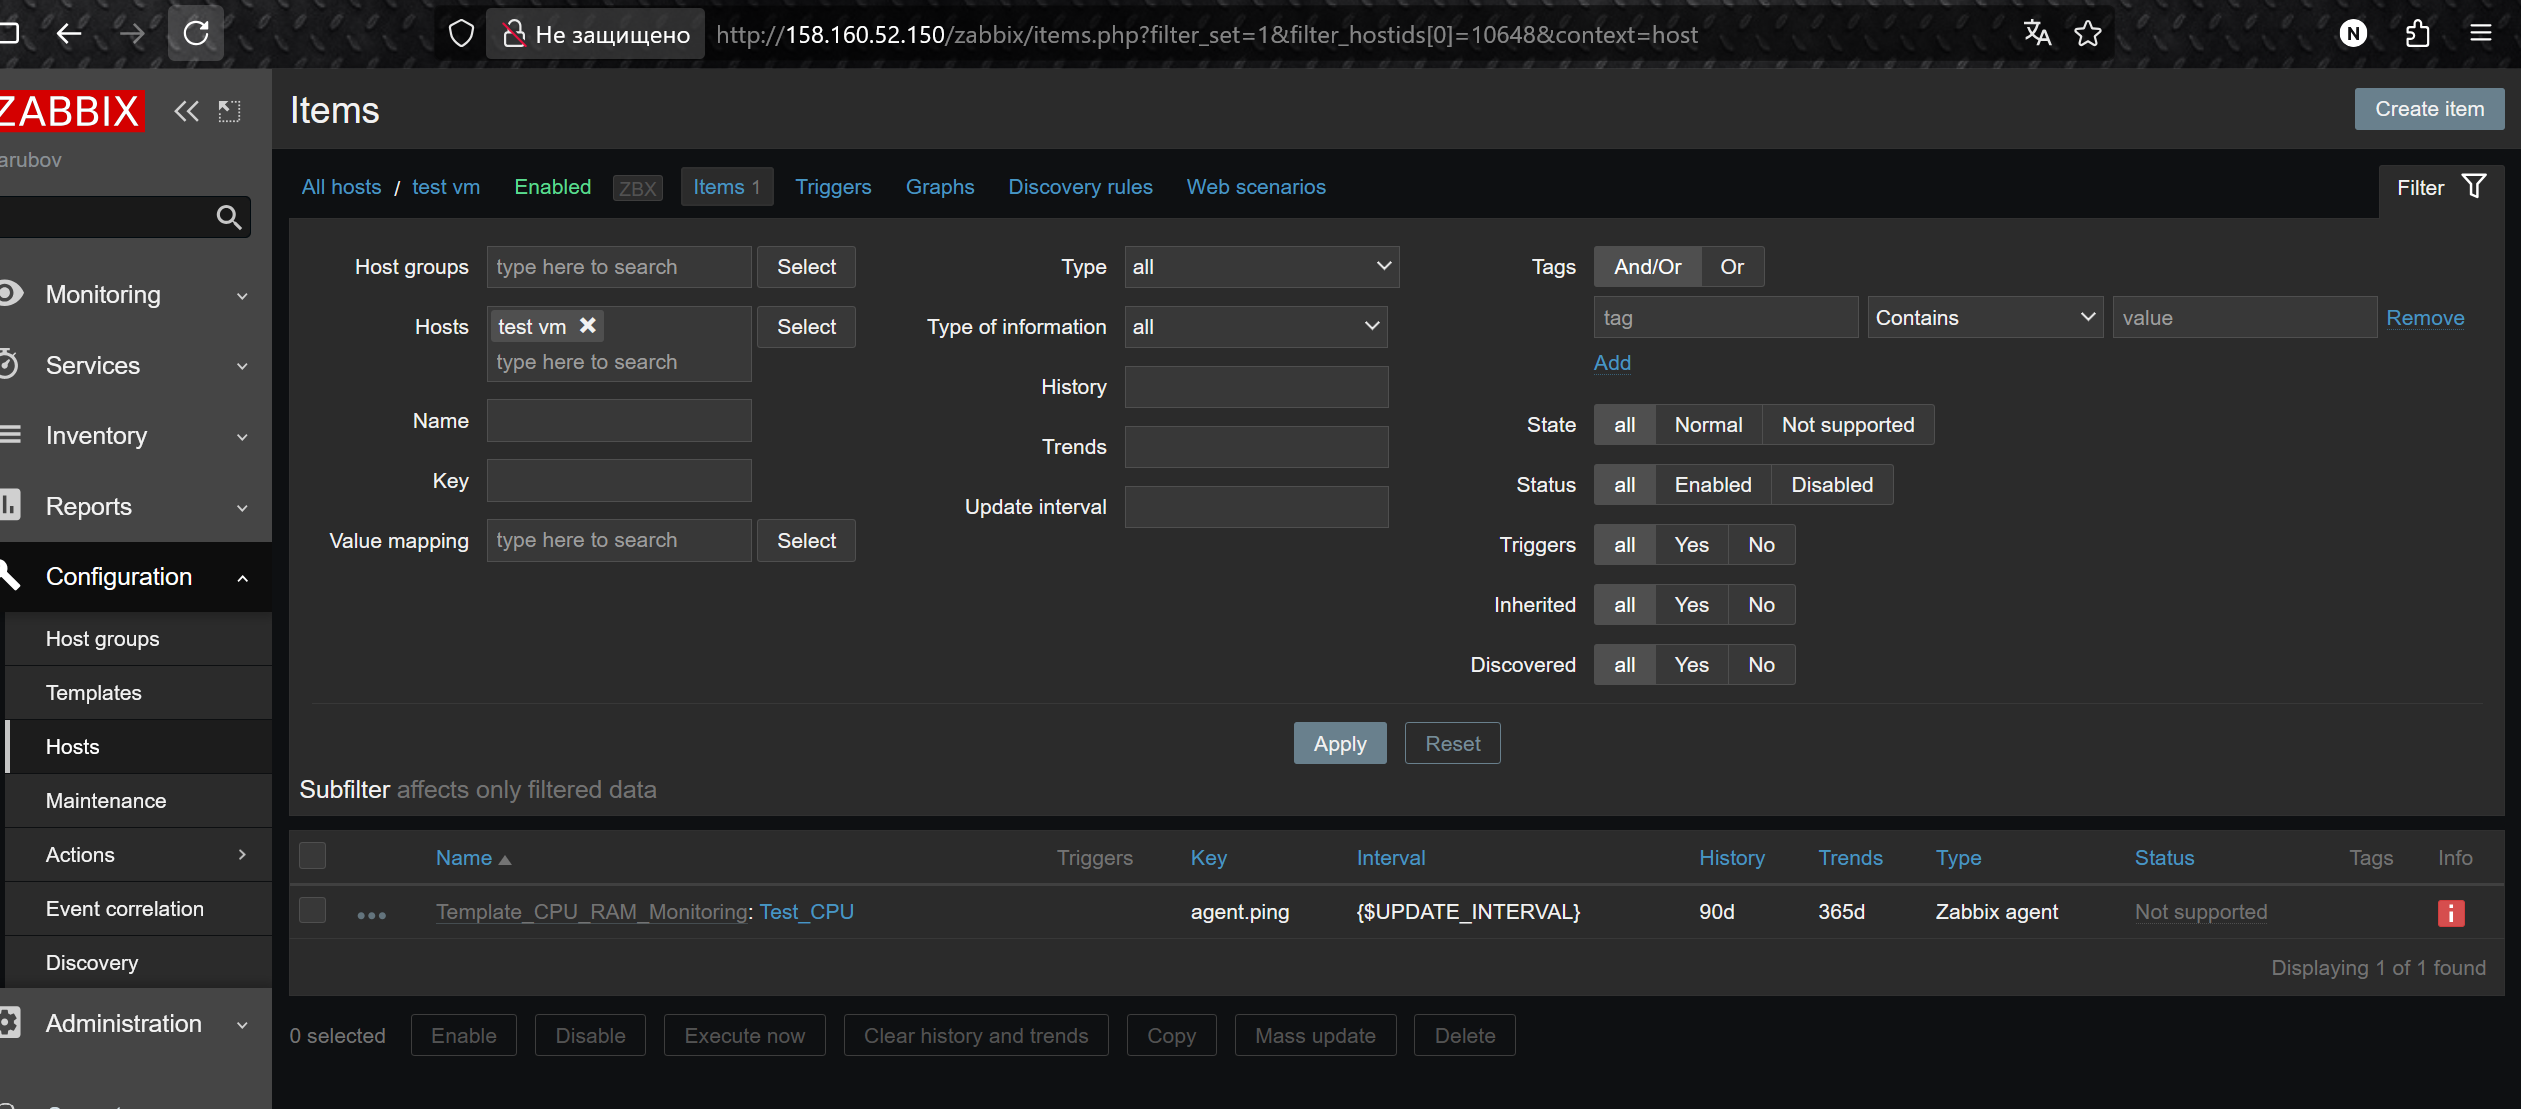 Не защищено http://158.160.52.150/zabbix/items.php?filter_set=1&filter_hostids[0]=10648&context=host
N
ZABBIX
arubov
Monitoring
Services
Inventory
Reports
Configuration
Host groups
Templates
Hosts
Maintenance
Actions
Event correlation
Discovery
Administration
Items
Create item
All hosts / test vm Enabled ZBX Items 1 Triggers Graphs Discovery rules Web scenarios
Filter
Host groups type here to search Select
Hosts test vm Select
type here to search
Name
Key
Value mapping type here to search Select
Type all
Type of information all
History
Trends
Update interval
Tags And/Or Or
tag Contains value Remove
Add
State all Normal Not supported
Status all Enabled Disabled
Triggers all Yes No
Inherited all Yes No
Discovered all Yes No
Apply Reset
Subfilter affects only filtered data
Name Triggers Key Interval History Trends Type Status Tags Info
Template_CPU_RAM_Monitoring: Test_CPU agent.ping {$UPDATE_INTERVAL} 90d 365d Zabbix agent Not supported i
Displaying 1 of 1 found
0 selected Enable Disable Execute now Clear history and trends Copy Mass update Delete